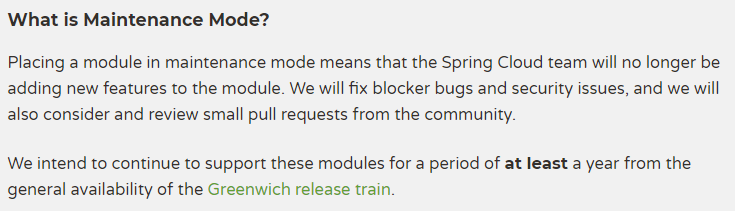 What is Maintenance Mode?
Placing a module in maintenance mode means that the Spring Cloud team will no longer be
adding new features to the module. We will fix blocker bugs and security issues, and we will
also consider and review small pull requests from the community.
We intend to continue to support these modules for a period of at least a year from the
general availability of the Greenwich release train.